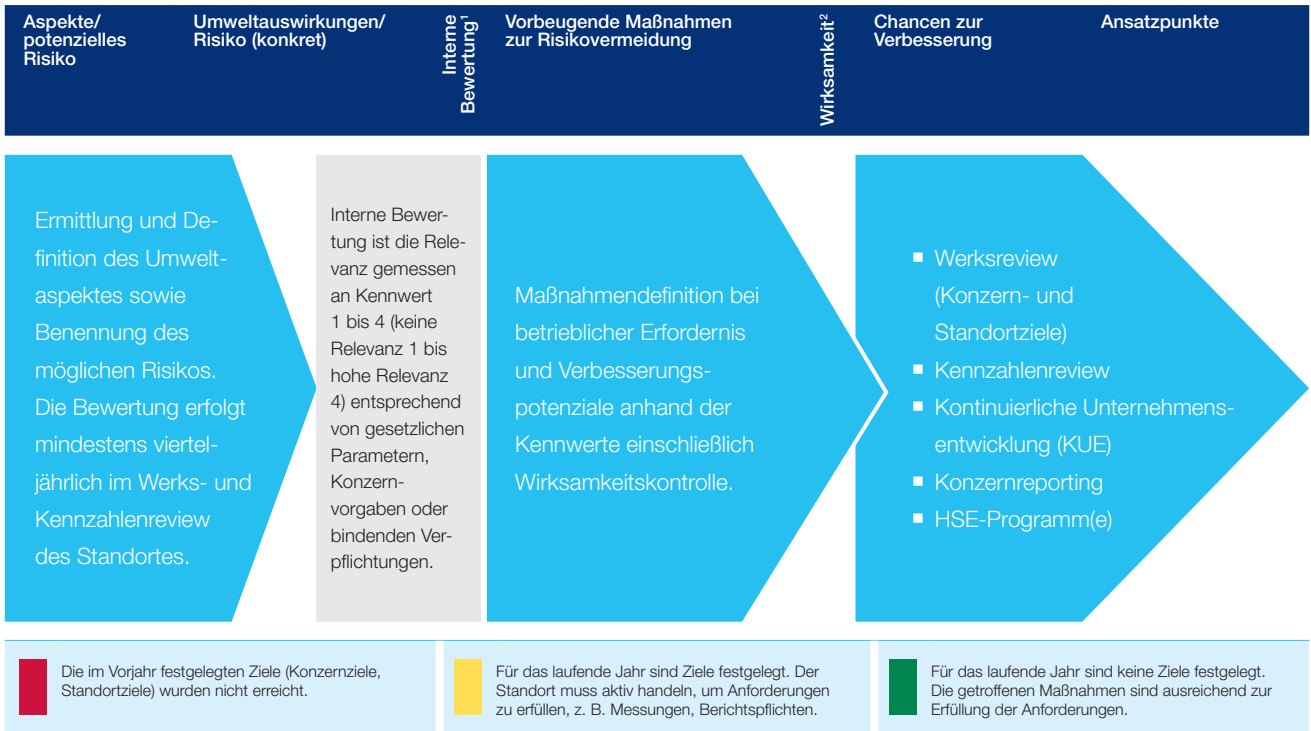 Aspekte/
potenzielles
Risiko
Umweltauswirkungen/
Risiko (konkret)
Interne
Bewertung¹
Vorbeugende Maßnahmen
zur Risikovermeidung
Wirksamkeit²
Chancen zur
Verbesserung
Ansatzpunkte
Ermittlung und De-
finition des Umwelt-
aspektes sowie
Benennung des
möglichen Risikos.
Die Bewertung erfolgt
mindestens viertel-
jährlich im Werks- und
Kennzahlenreview
des Standortes.
Interne Bewer-
tung ist die Rele-
vanz gemessen
an Kennwert
1 bis 4 (keine
Relevanz 1 bis
hohe Relevanz
4) entsprechend
von gesetzlichen
Parametern,
Konzern-
vorgaben oder
bindenden Ver-
pflichtungen.
Maßnahmendefinition bei
betrieblicher Erfordernis
und Verbesserungs-
potenziale anhand der
Kennwerte einschließlich
Wirksamkeitskontrolle.
▪ Werksreview
(Konzern- und
Standortziele)
▪ Kennzahlenreview
▪ Kontinuierliche Unternehmens-
entwicklung (KUE)
▪ Konzernreporting
▪ HSE-Programm(e)
Die im Vorjahr festgelegten Ziele (Konzernziele,
Standortziele) wurden nicht erreicht.
Für das laufende Jahr sind Ziele festgelegt. Der
Standort muss aktiv handeln, um Anforderungen
zu erfüllen, z. B. Messungen, Berichtspflichten.
Für das laufende Jahr sind keine Ziele festgelegt.
Die getroffenen Maßnahmen sind ausreichend zur
Erfüllung der Anforderungen.